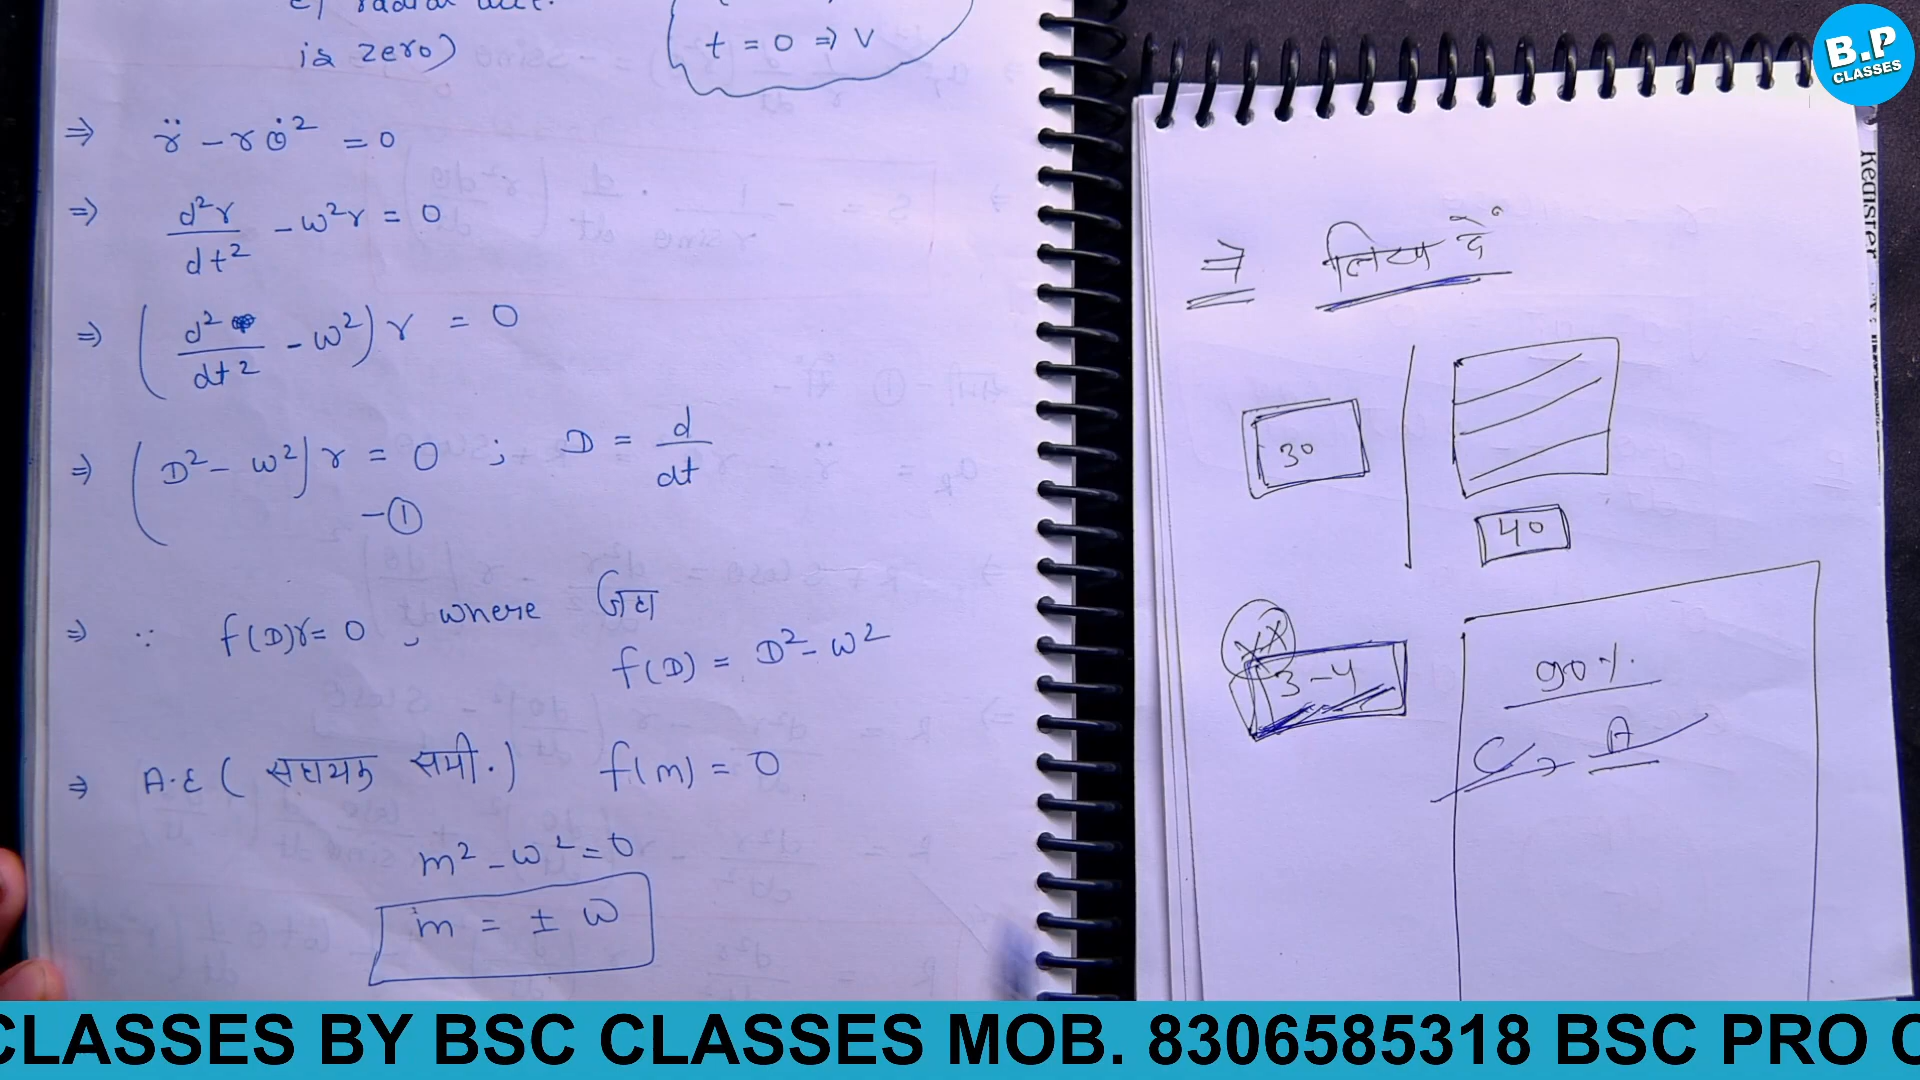 is zero)
t = 0 ⇒ V
⇒ r̈ - rθ̇² = 0
⇒ d²r/dt² - ω²r = 0
⇒ (d²/dt² - ω²) r = 0
⇒ (D² - ω²) r = 0 ; D = d/dt
-①
⇒ ∵ f(D)r = 0 , where जहा
f(D) = D² - ω²
⇒ A.E ( सहायक समी. ) f(m) = 0
m² - ω² = 0
m = ± ω
⇒ लिख दें
30
40
3-4
90%.
C, A
B.P
CLASSES
Register
CLASSES BY BSC CLASSES MOB. 8306585318 BSC PRO C